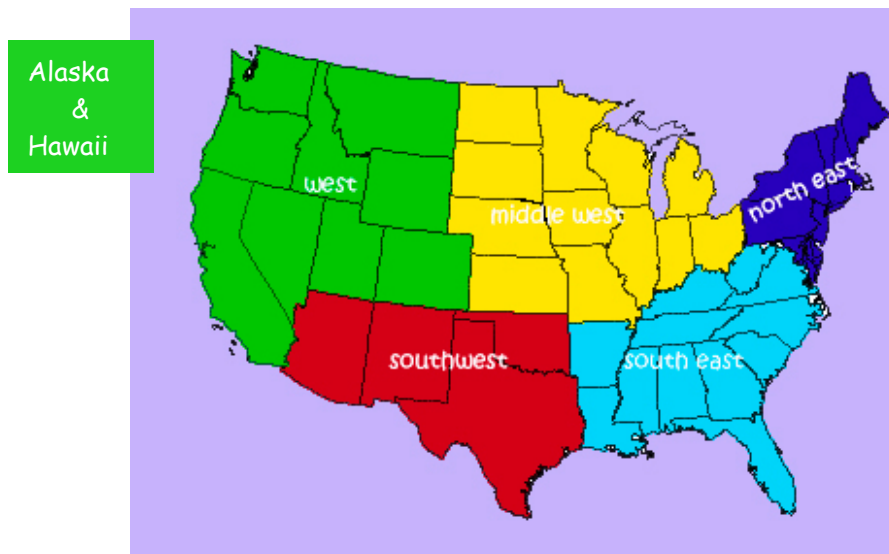 Alaska
&
Hawaii
west
middle west
north east
southwest
south east